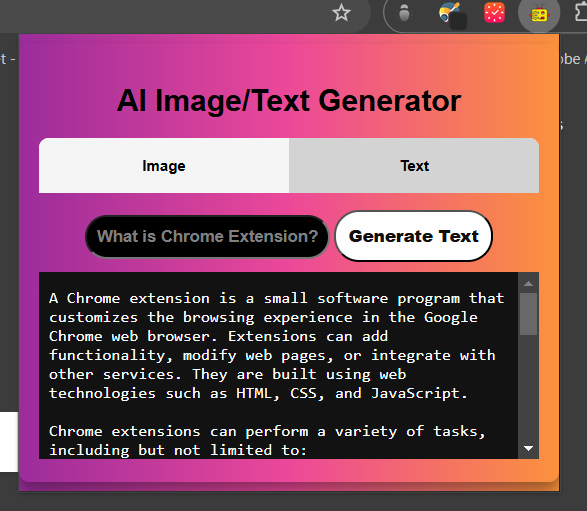 t -
obe
s
AI Image/Text Generator
Image
Text
What is Chrome Extension?
Generate Text
A Chrome extension is a small software program that
customizes the browsing experience in the Google
Chrome web browser. Extensions can add
functionality, modify web pages, or integrate with
other services. They are built using web
technologies such as HTML, CSS, and JavaScript.
Chrome extensions can perform a variety of tasks,
including but not limited to: